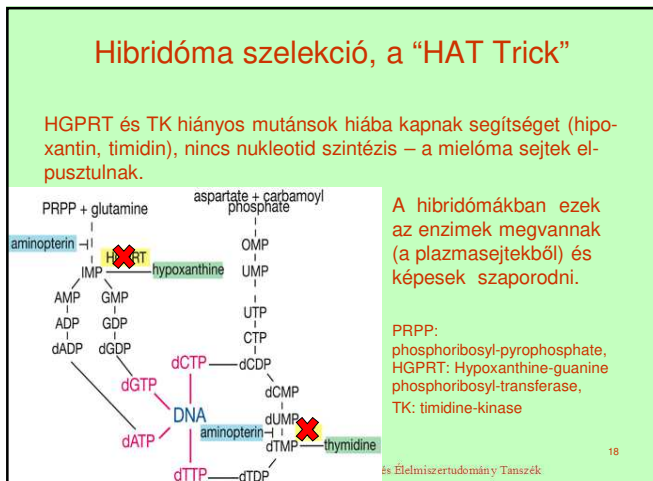 Hibridóma szelekció, a “HAT Trick”
HGPRT és TK hiányos mutánsok hiába kapnak segítséget (hipo-
xantin, timidin), nincs nukleotid szintézis – a mielóma sejtek el-
pusztulnak.
PRPP + glutamine
aspartate + carbamoyl
phosphate
aminopterin
IMP
hypoxanthine
AMP
GMP
ADP
GDP
dADP
dGDP
dGTP
dATP
DNA
dCTP
dTTP
OMP
UMP
UTP
CTP
dCDP
dCMP
dUMP
aminopterin
dTMP
thymidine
dTDP
A hibridómákban ezek
az enzimek megvannak
(a plazmasejtekből) és
képesek szaporodni.
PRPP:
phosphoribosyl-pyrophosphate,
HGPRT: Hypoxanthine-guanine
phosphoribosyl-transferase,
TK: timidine-kinase
18
és Élelmiszertudomány Tanszék